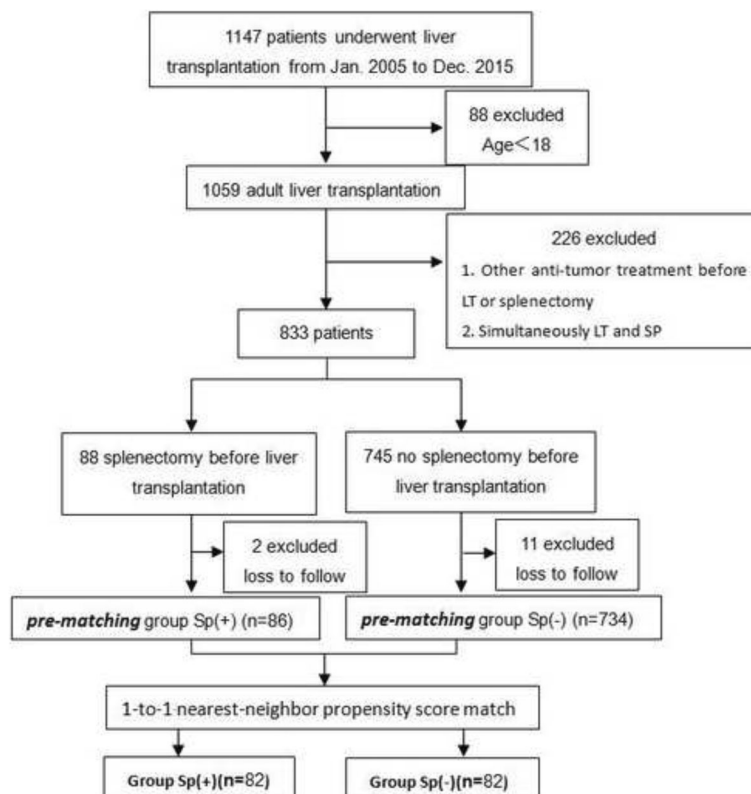 1147 patients underwent liver
transplantation from Jan. 2005 to Dec. 2015
88 excluded
Age＜18
1059 adult liver transplantation
226 excluded
1. Other anti-tumor treatment before
LT or splenectomy
2. Simultaneously LT and SP
833 patients
88 splenectomy before liver
transplantation
745 no splenectomy before
liver transplantation
2 excluded
loss to follow
11 excluded
loss to follow
pre-matching group Sp(+) (n=86)
pre-matching group Sp(-) (n=734)
1-to-1 nearest-neighbor propensity score match
Group Sp(+)(n=82)
Group Sp(-)(n=82)